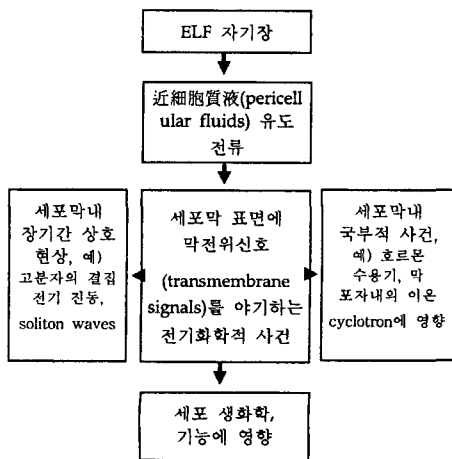 ELF 자기장
近細胞質液(pericell
ular fluids) 유도
전류
세포막내
장기간 상호
현상, 예)
고분자의 결집
전기 진동,
soliton waves
세포막 표면에
막전위신호
(transmembrane
signals)를 야기하는
전기화학적 사건
세포막내
국부적 사건,
예) 호르몬
수용기, 막
포자내의 이온
cyclotron에 영향
세포 생화학,
기능에 영향